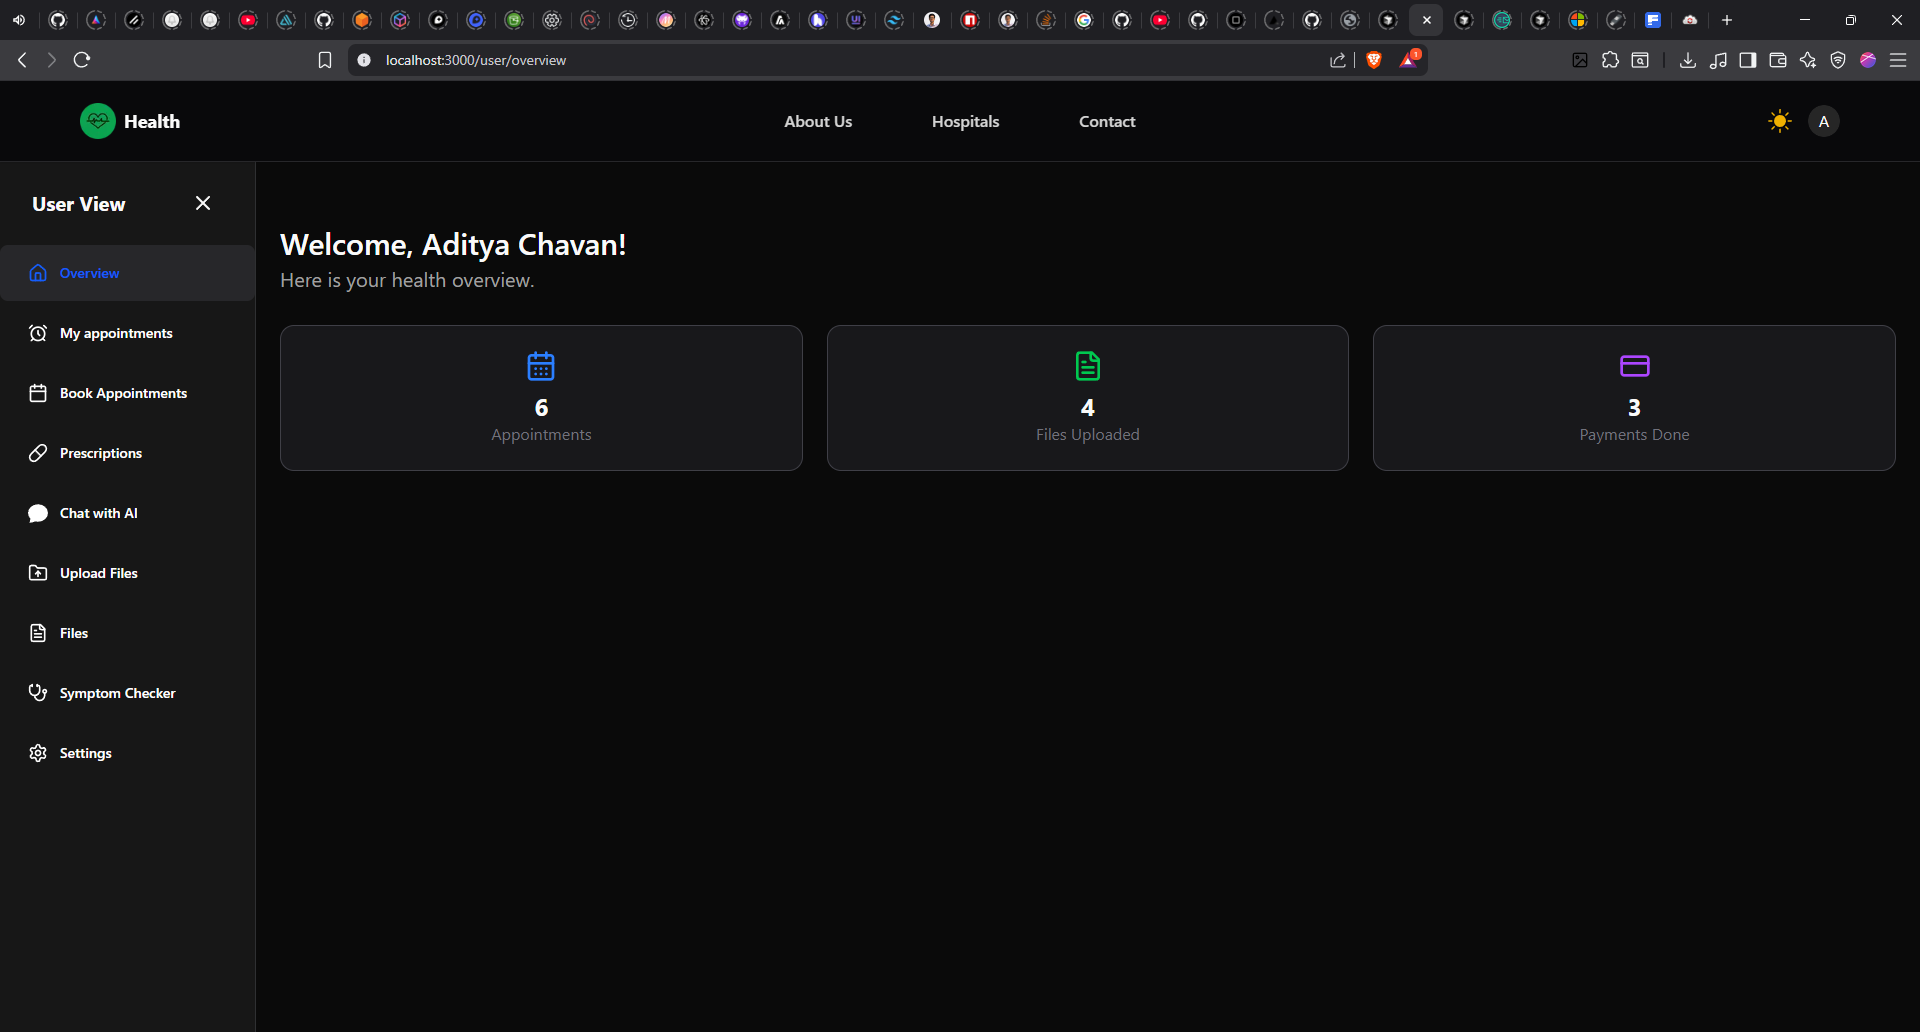 localhost:3000/user/overview
1
Health
About Us
Hospitals
Contact
A
User View
Overview
My appointments
Book Appointments
Prescriptions
Chat with AI
Upload Files
Files
Symptom Checker
Settings
Welcome, Aditya Chavan!
Here is your health overview.
6
Appointments
4
Files Uploaded
3
Payments Done